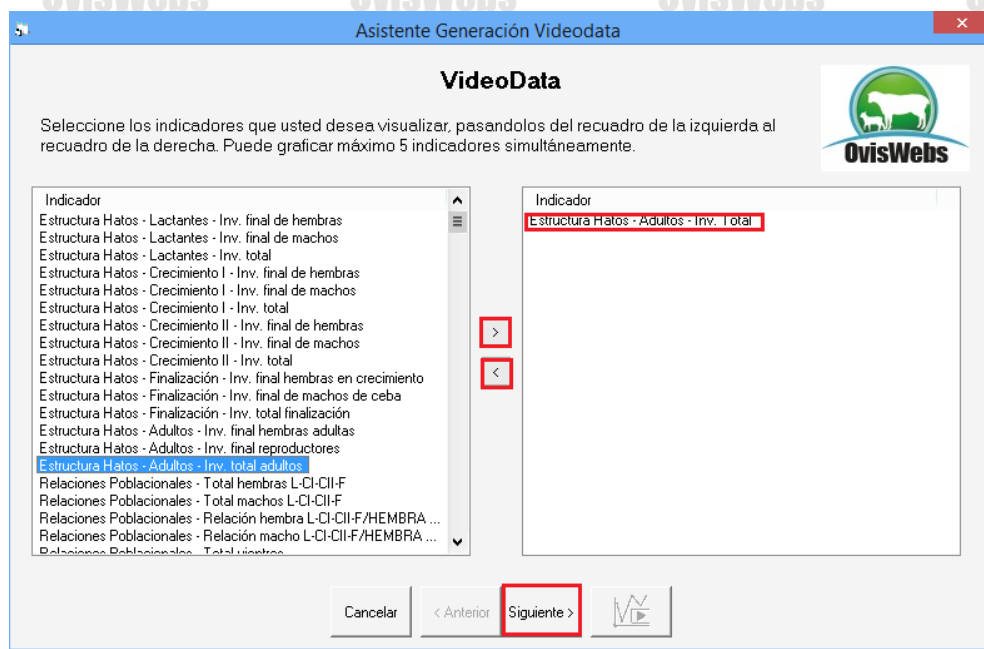 OvisWebs OvisWebs OvisWebs
Asistente Generación Videodata
VideoData
Seleccione los indicadores que usted desea visualizar, pasandolos del recuadro de la izquierda al
recuadro de la derecha. Puede graficar máximo 5 indicadores simultáneamente.
OvisWebs
Indicador
Estructura Hatos - Lactantes - Inv. final de hembras
Estructura Hatos - Lactantes - Inv. final de machos
Estructura Hatos - Lactantes - Inv. total
Estructura Hatos - Crecimiento I - Inv. final de hembras
Estructura Hatos - Crecimiento I - Inv. final de machos
Estructura Hatos - Crecimiento I - Inv. total
Estructura Hatos - Crecimiento II - Inv. final de hembras
Estructura Hatos - Crecimiento II - Inv. final de machos
Estructura Hatos - Crecimiento II - Inv. total
Estructura Hatos - Finalización - Inv. final hembras en crecimiento
Estructura Hatos - Finalización - Inv. final de machos de ceba
Estructura Hatos - Finalización - Inv. total finalización
Estructura Hatos - Adultos - Inv. final hembras adultas
Estructura Hatos - Adultos - Inv. final reproductores
Estructura Hatos - Adultos - Inv. total adultos
Relaciones Poblacionales - Total hembras L-CI-CII-F
Relaciones Poblacionales - Total machos L-CI-CII-F
Relaciones Poblacionales - Relación hembra L-CI-CII-F/HEMBRA ...
Relaciones Poblacionales - Relación macho L-CI-CII-F/HEMBRA ...
Relaciones Poblacionales - Total vientres
>
<
Indicador
Estructura Hatos - Adultos - Inv. Total
Cancelar
< Anterior
Siguiente >